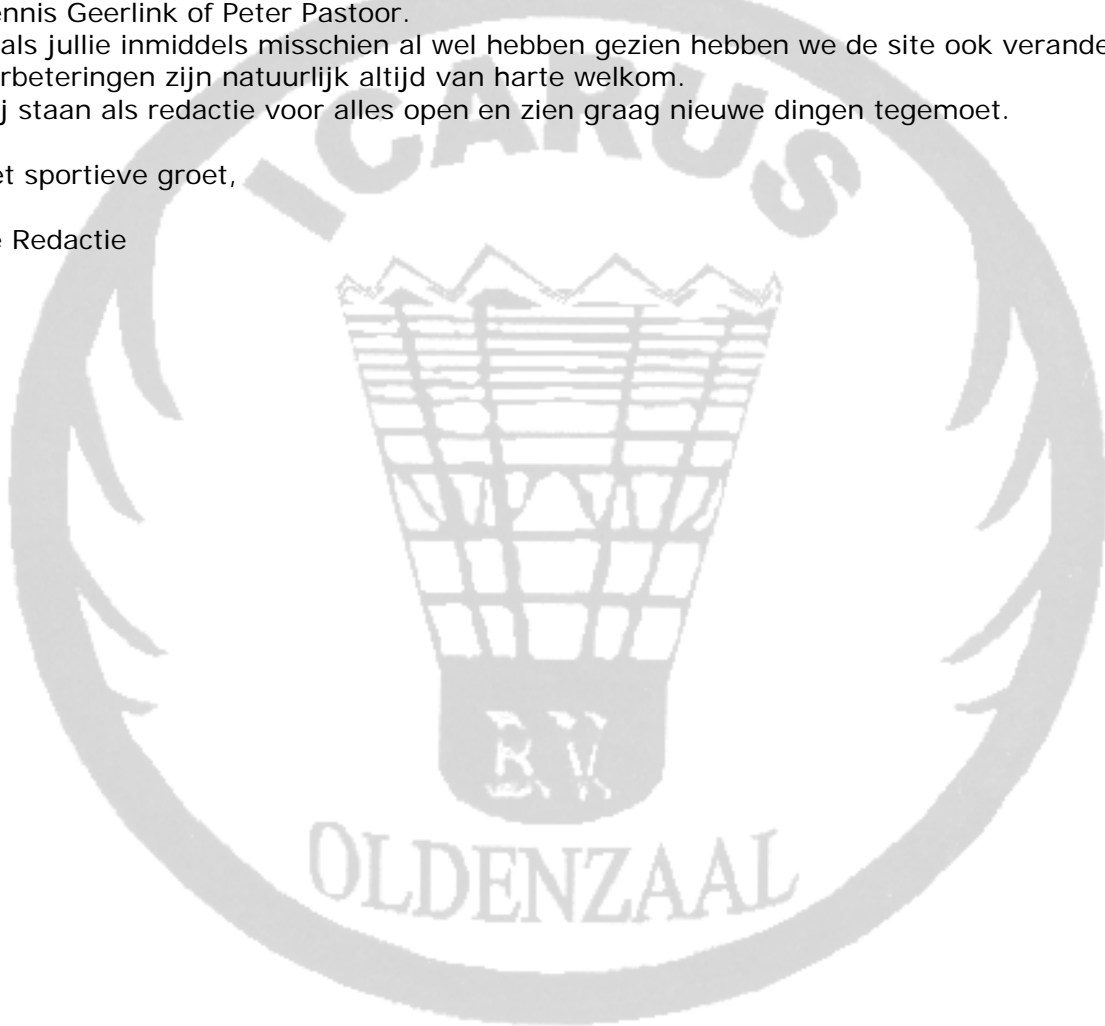 ennis Geerlink of Peter Pastoor.
als jullie inmiddels misschien al wel hebben gezien hebben we de site ook verande
rbeteringen zijn natuurlijk altijd van harte welkom.
j staan als redactie voor alles open en zien graag nieuwe dingen tegemoet.
et sportieve groet,
e Redactie
ICARUS
B.V.
OLDENZAAL